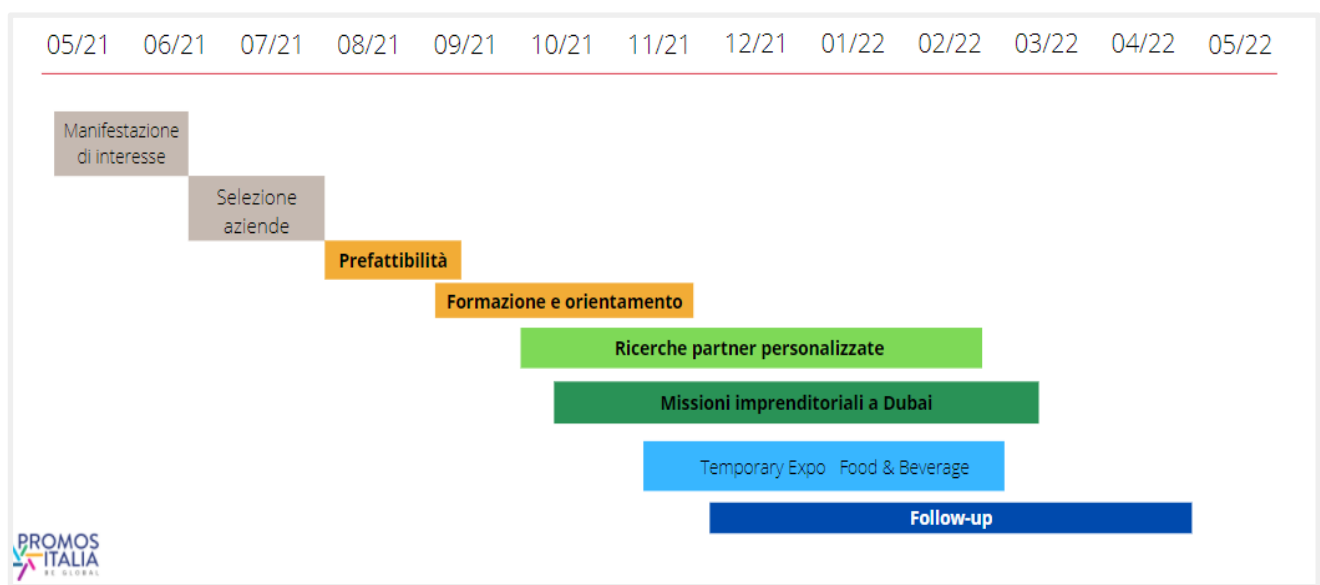 05/21 06/21 07/21 08/21 09/21 10/21 11/21 12/21 01/22 02/22 03/22 04/22 05/22
Manifestazione
di interesse
Selezione
aziende
Prefattibilità
Formazione e orientamento
Ricerche partner personalizzate
Missioni imprenditoriali a Dubai
Temporary Expo Food & Beverage
Follow-up
PROMOS
ITALIA
BE GLOBAL